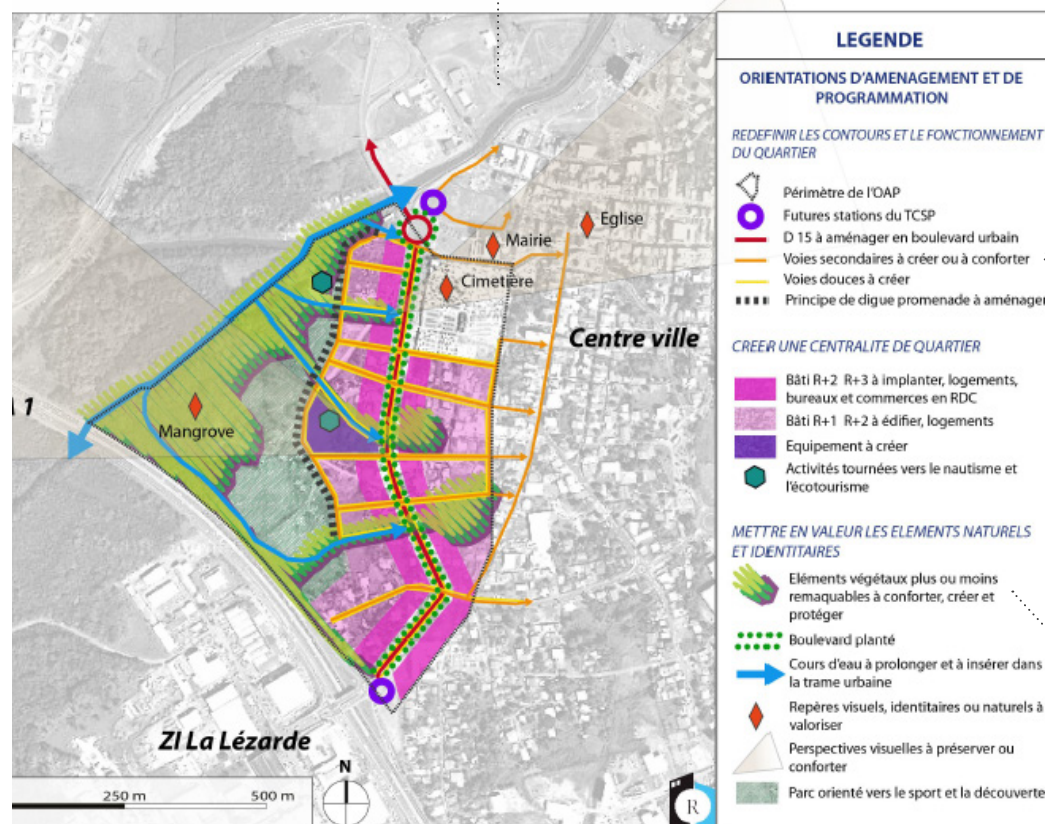 Eglise
Mairie
Cimetière
Centre ville
1
Mangrove
ZI La Lézarde
N
250 m
500 m
R
LEGENDE
ORIENTATIONS D'AMENAGEMENT ET DE
PROGRAMMATION
REDEFINIR LES CONTOURS ET LE FONCTIONNEMENT
DU QUARTIER
Périmètre de l'OAP
Futures stations du TCSP
D 15 à aménager en boulevard urbain
Voies secondaires à créer ou à conforter
Voies douces à créer
Principe de digue promenade à aménager
CREER UNE CENTRALITE DE QUARTIER
Bâti R+2 R+3 à implanter, logements,
bureaux et commerces en RDC
Bâti R+1 R+2 à édifier, logements
Equipement à créer
Activités tournées vers le nautisme et
l'écotourisme
METTRE EN VALEUR LES ELEMENTS NATURELS
ET IDENTITAIRES
Eléments végétaux plus ou moins
remaquables à conforter, créer et
protéger
Boulevard planté
Cours d'eau à prolonger et à insérer dans
la trame urbaine
Repères visuels, identitaires ou naturels à
valoriser
Perspectives visuelles à préserver ou
conforter
Parc orienté vers le sport et la découverte